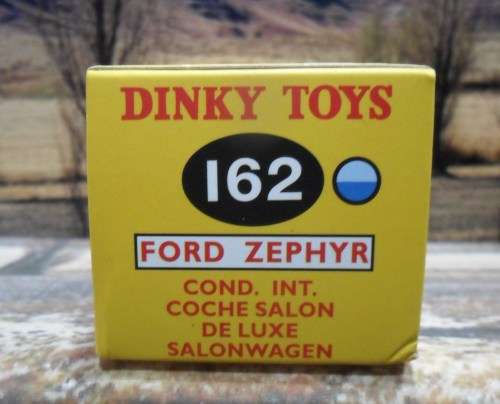 DINKY TOYS
162
FORD ZEPHYR
COND. INT.
COCHE SALON
DE LUXE
SALONWAGEN